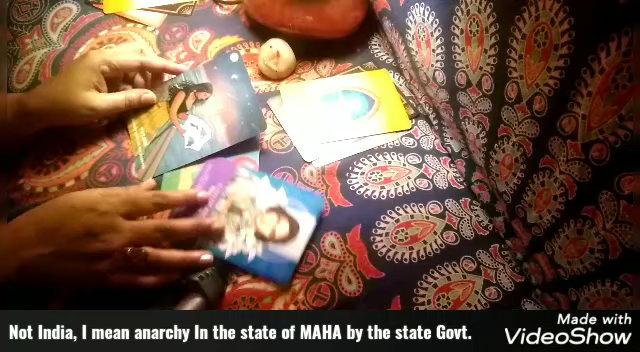 Not India, I mean anarchy In the state of MAHA by the state Govt.
Made with
VideoShow